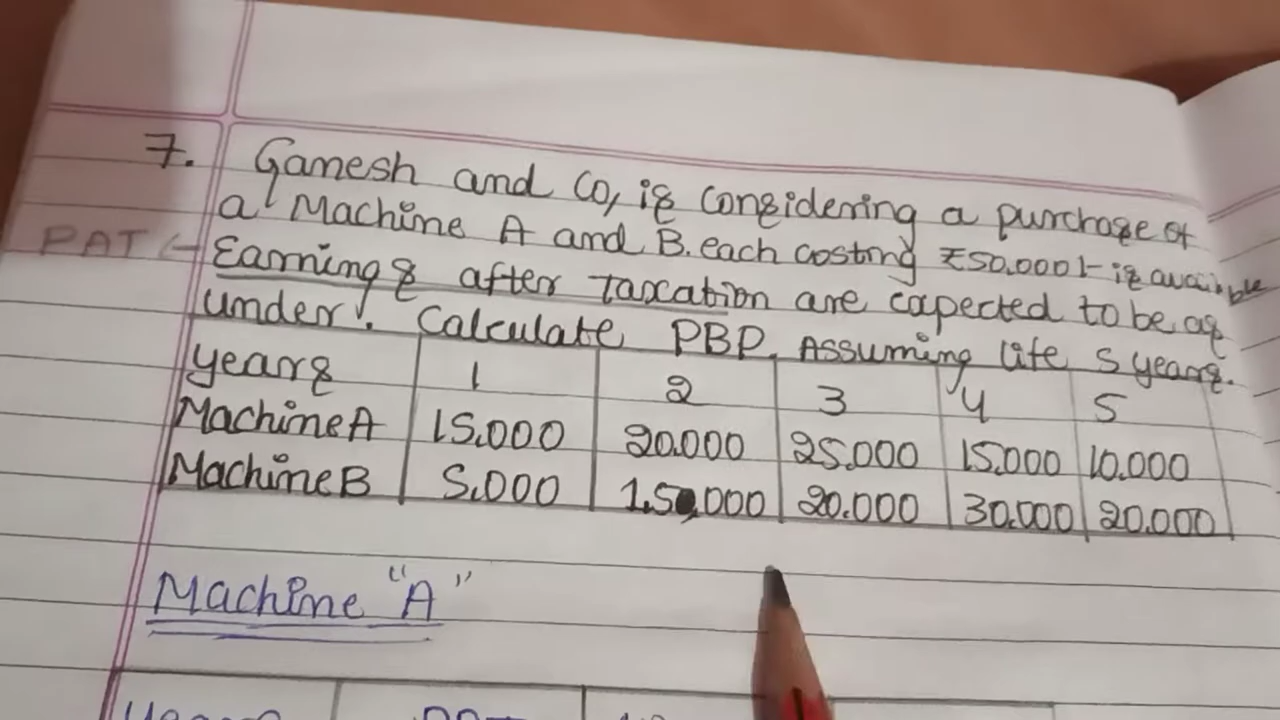 7. Ganesh and Co, is considering a purchase of
a Machine A and B. each costing ₹50.000/- is available
PAT :- Earnings after taxation are expected to be as
under. Calculate PBP, Assuming life 5 years.
years 1 2 3 4 5
Machine A 15.000 20.000 25.000 15.000 10.000
Machine B 5.000 20.000 30.000 20.000
Machine "A"